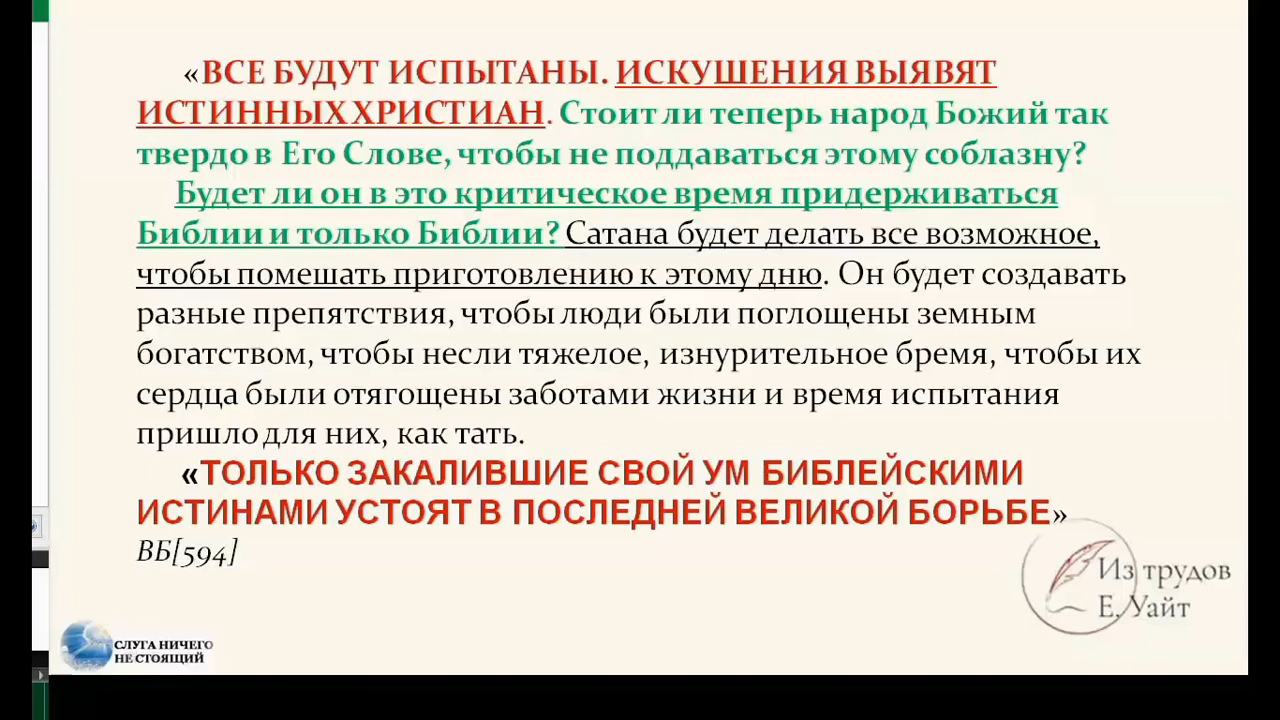 «ВСЕ БУДУТ ИСПЫТАНЫ. ИСКУШЕНИЯ ВЫЯВЯТ
ИСТИННЫХ ХРИСТИАН. Стоит ли теперь народ Божий так
твердо в Его Слове, чтобы не поддаваться этому соблазну?
Будет ли он в это критическое время придерживаться
Библии и только Библии? Сатана будет делать все возможное,
чтобы помешать приготовлению к этому дню. Он будет создавать
разные препятствия, чтобы люди были поглощены земным
богатством, чтобы несли тяжелое, изнурительное бремя, чтобы их
сердца были отягощены заботами жизни и время испытания
пришло для них, как тать.
«ТОЛЬКО ЗАКАЛИВШИЕ СВОЙ УМ БИБЛЕЙСКИМИ
ИСТИНАМИ УСТОЯТ В ПОСЛЕДНЕЙ ВЕЛИКОЙ БОРЬБЕ»
ВБ[594]
Из трудов
Е. Уайт
СЛУГА НИЧЕГО
НЕ СТОЯЩИЙ